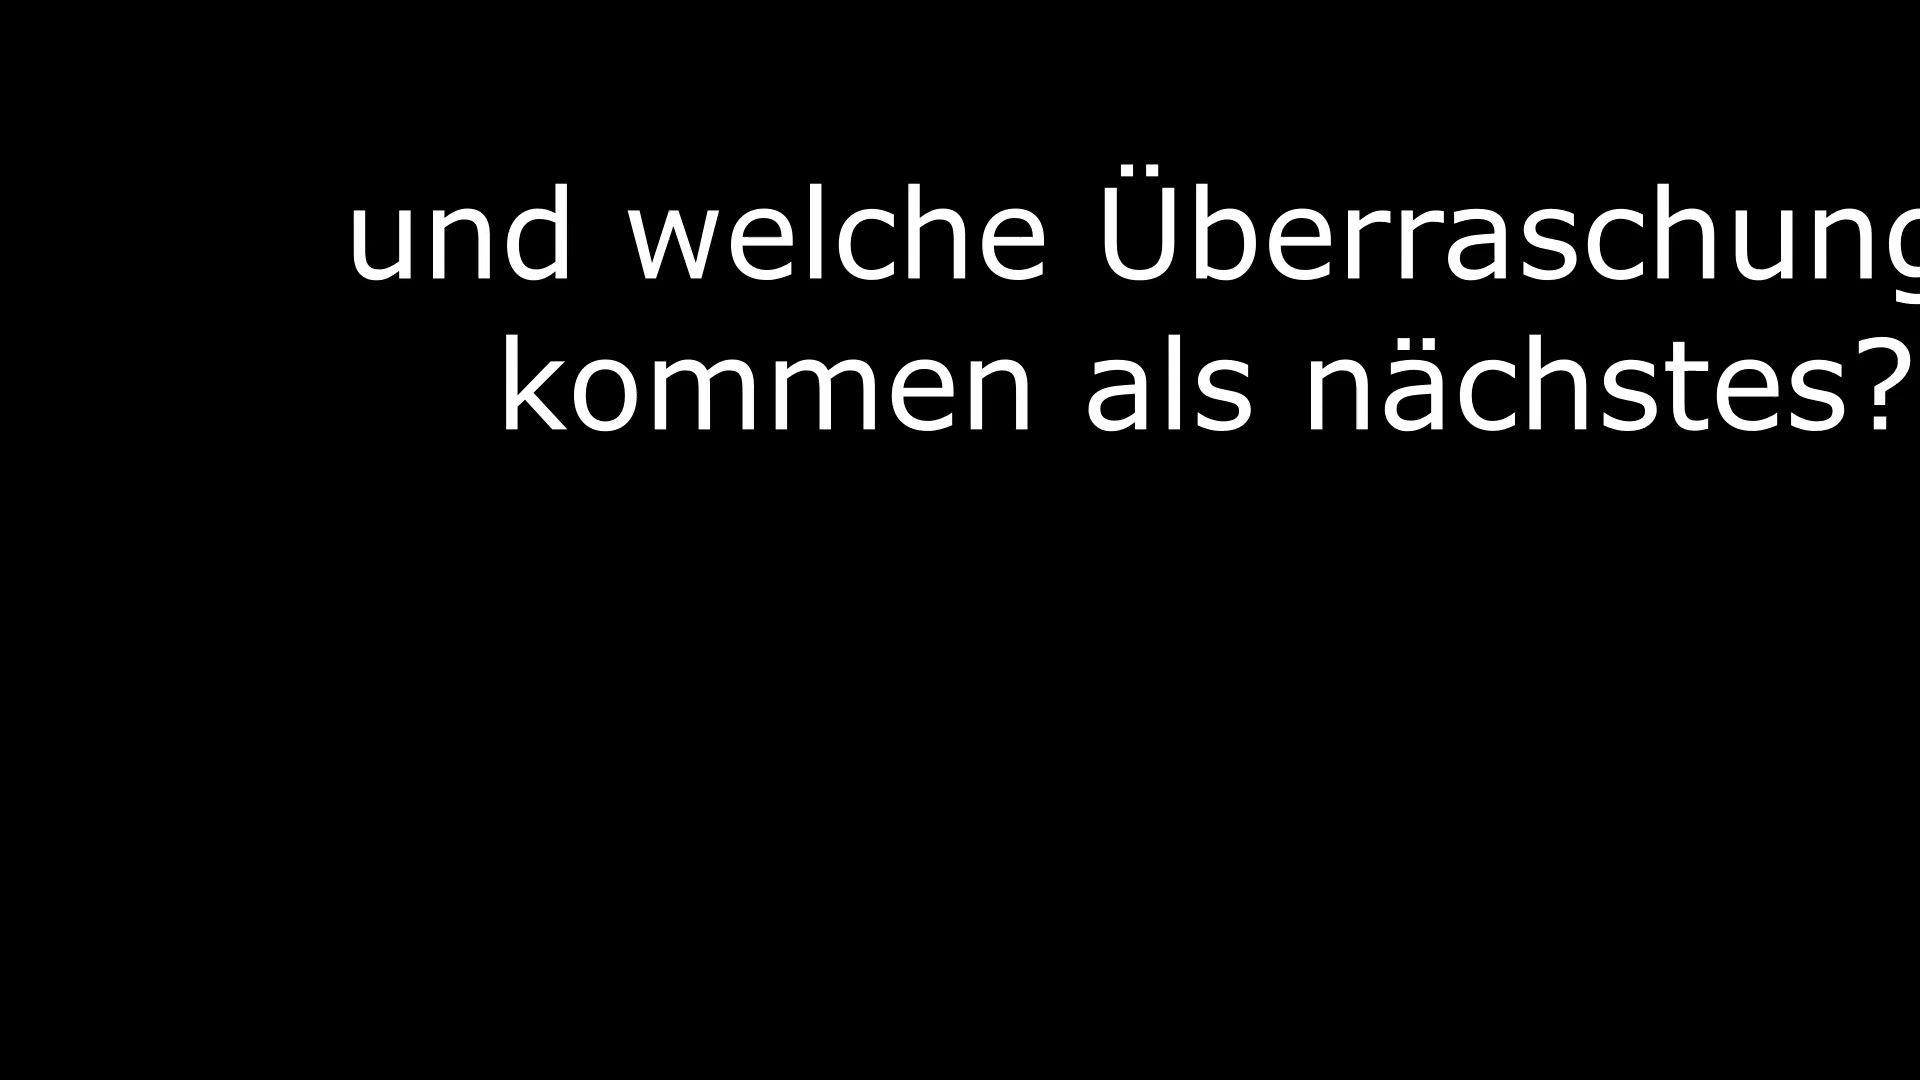 und welche Überraschung
kommen als nächstes?